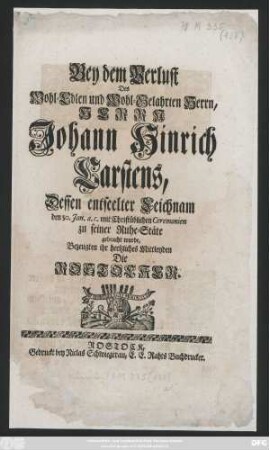 Bey dem Verlust
Des
Wohl-Edlen und Wohl-Gelahrten Herrn,
HERRN
Johann Hinrich
Carstens,
Dessen entseelter Leichnam
den 30. Jan. a. c. mit Christüblichen Ceremonien
zu seiner Ruhe-Stäte
gebracht wurde,
Bezeugten ihr hertzliches Mittleyden
Die
ROSTOCKER.
ROSTOCK,
Gedruckt bey Niclas Schwiegerau, E. E. Rahts Buchdrucker.